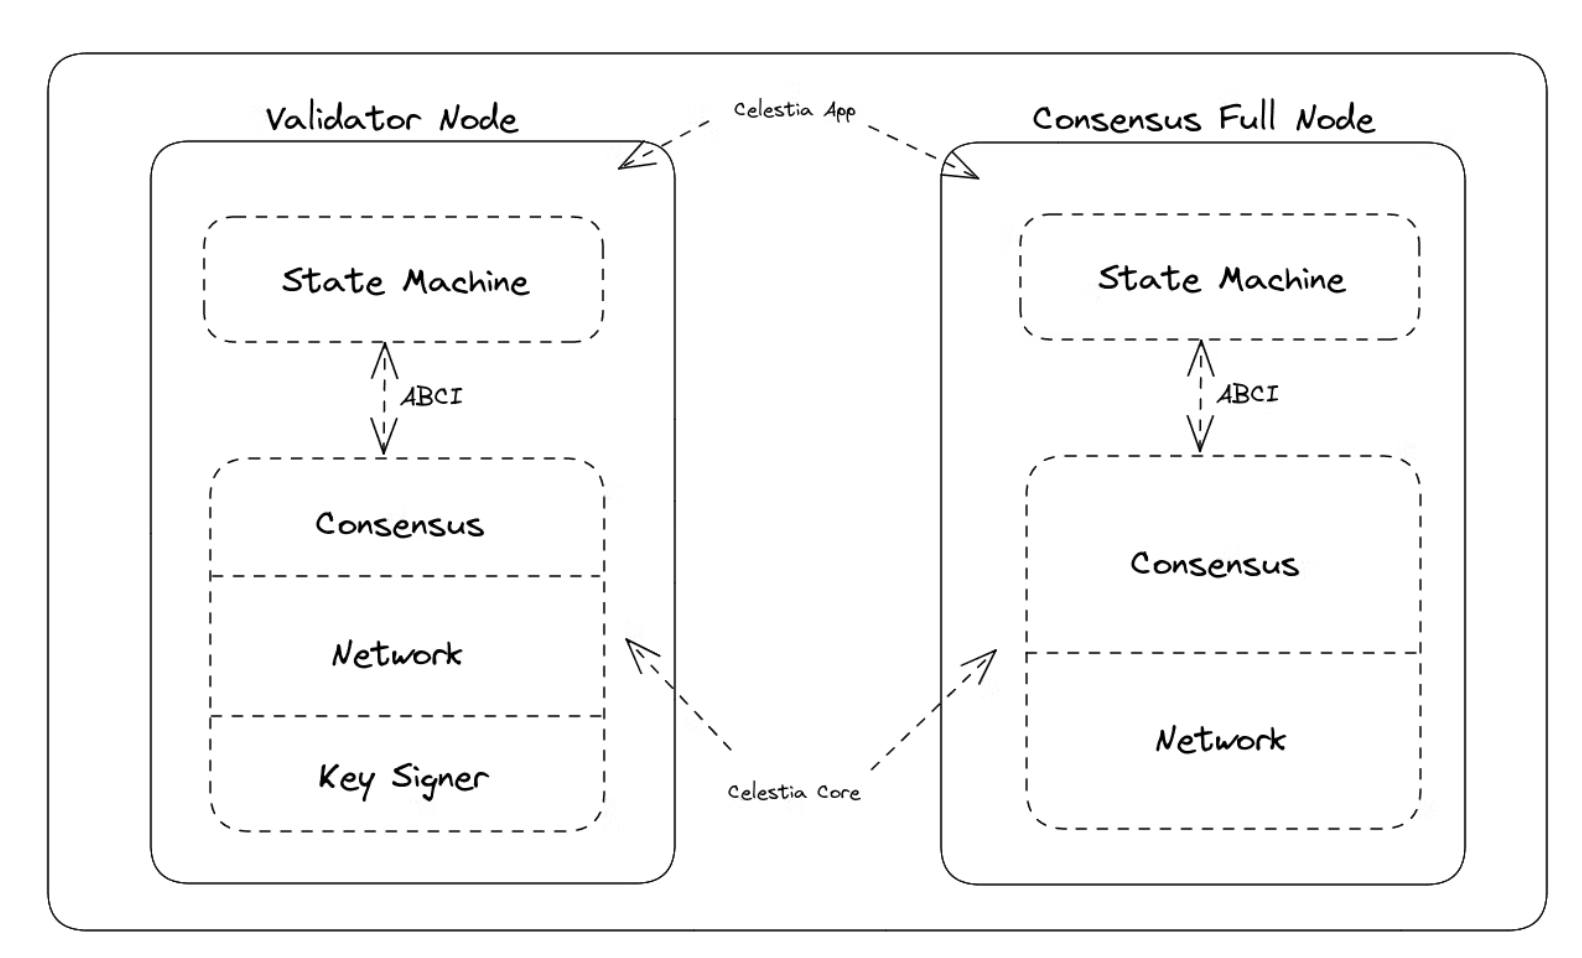 Validator Node
Celestia App
Consensus Full Node
State Machine
State Machine
ABCI
ABCI
Consensus
Consensus
Network
Network
Key Signer
Celestia Core